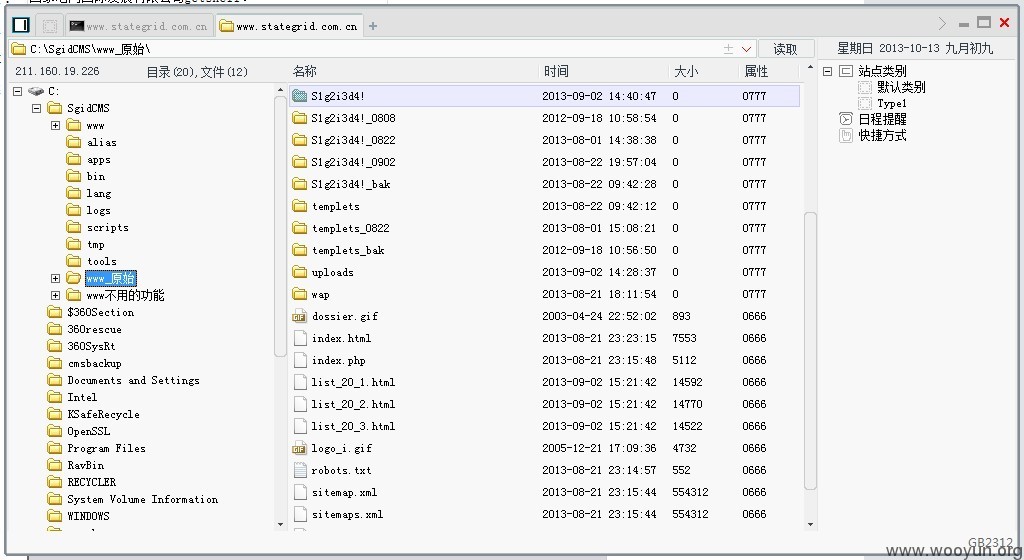 www.stategrid.com.cn
www.stategrid.com.cn
C:\SgidCMS\www_原始\
读取
星期日 2013-10-13 九月初九
211.160.19.226
目录(20),文件(12)
名称 时间 大小 属性
C:
SgidCMS
www
alias
apps
bin
lang
logs
scripts
tmp
tools
www_原始
www不用的功能
$360Section
360rescue
360SysRt
cmsbackup
Documents and Settings
Intel
KSafeRecycle
OpenSSL
Program Files
RavBin
RECYCLER
System Volume Information
WINDOWS
S1g2i3d4! 2013-09-02 14:40:47 0 0777
S1g2i3d4!_0808 2012-09-18 10:58:54 0 0777
S1g2i3d4!_0822 2013-08-01 14:38:38 0 0777
S1g2i3d4!_0902 2013-08-22 19:57:04 0 0777
S1g2i3d4!_bak 2013-08-22 09:42:28 0 0777
templets 2013-08-22 09:42:12 0 0777
templets_0822 2013-08-01 15:08:21 0 0777
templets_bak 2012-09-18 10:56:50 0 0777
uploads 2013-09-02 14:28:37 0 0777
wap 2013-08-21 18:11:54 0 0777
dossier.gif 2003-04-24 22:52:02 893 0666
index.html 2013-08-21 23:23:15 7553 0666
index.php 2013-08-21 23:15:48 5112 0666
list_20_1.html 2013-09-02 15:21:42 14592 0666
list_20_2.html 2013-09-02 15:21:42 14770 0666
list_20_3.html 2013-09-02 15:21:42 14522 0666
logo_i.gif 2005-12-21 17:09:36 4732 0666
robots.txt 2013-08-21 23:14:57 552 0666
sitemap.xml 2013-08-21 23:15:44 554312 0666
sitemaps.xml 2013-08-21 23:15:44 554312 0666
站点类别
默认类别
Type1
日程提醒
快捷方式
GB2312
www.wooyun.org